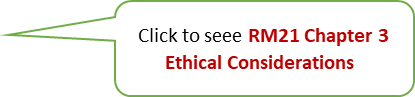 Click to seee RM21 Chapter 3
Ethical Considerations